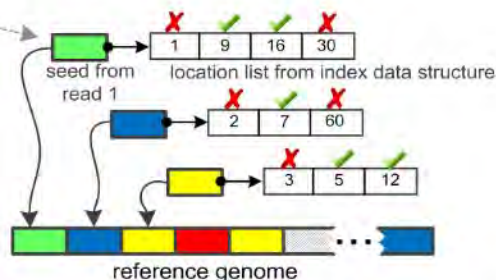 1 9 16 30
seed from
read 1
location list from index data structure
2 7 60
3 5 12
reference genome